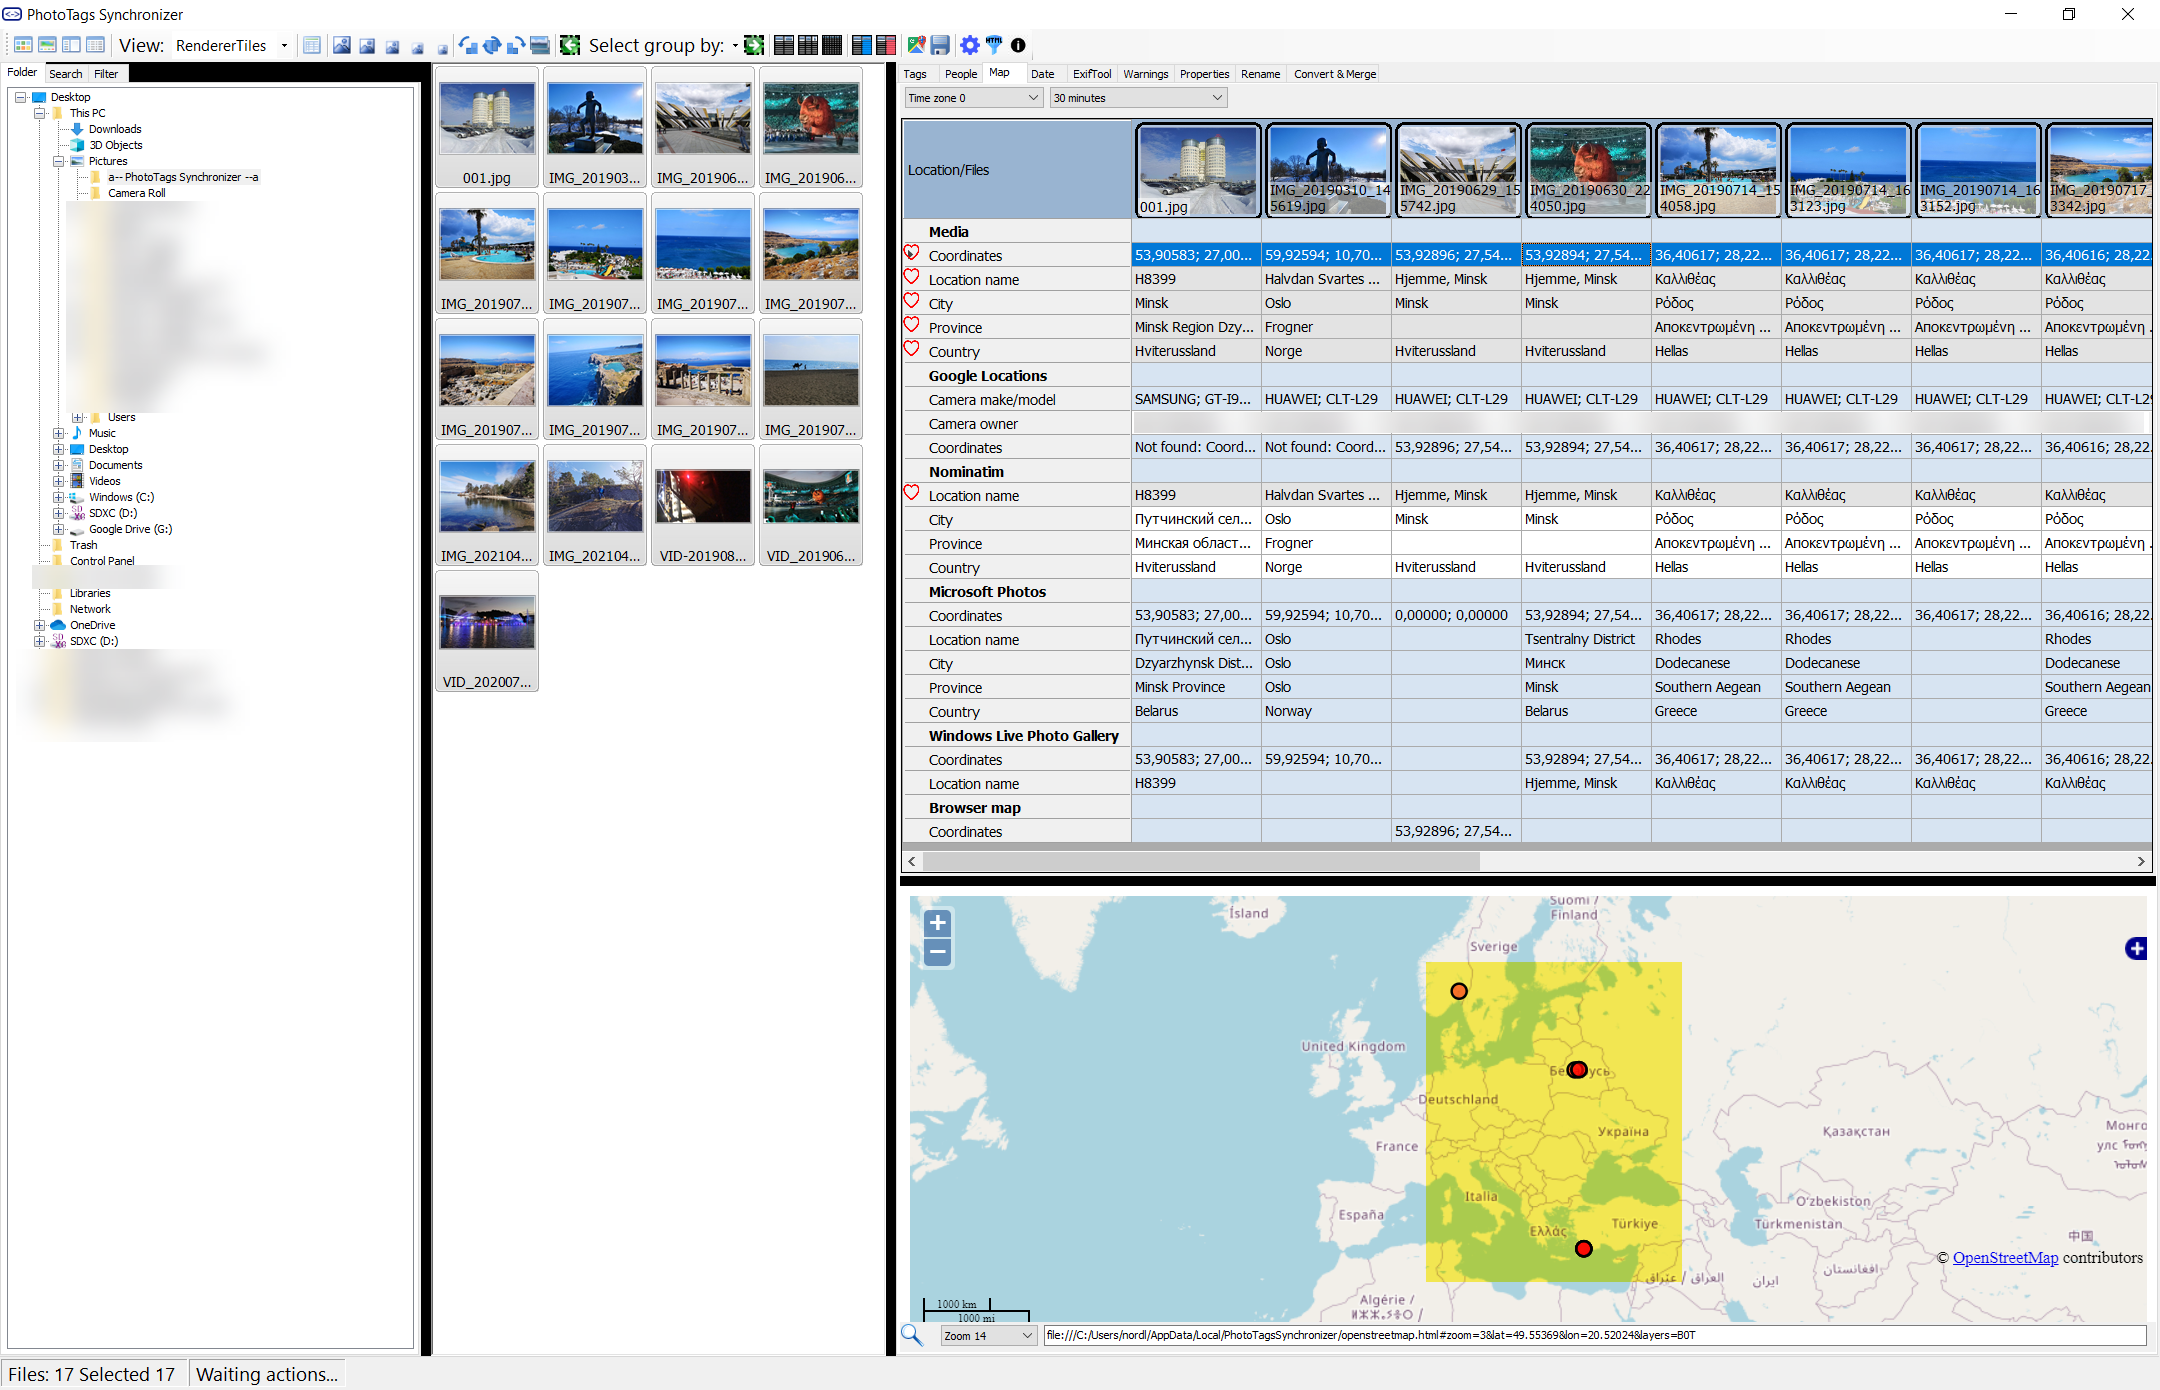 PhotoTags Synchronizer
View: RendererTiles
Select group by:
Folder Search Filter
Desktop
This PC
Downloads
3D Objects
Pictures
a-- PhotoTags Synchronizer --a
Camera Roll
Users
Music
Desktop
Documents
Videos
Windows (C:)
SDXC (D:)
Google Drive (G:)
Trash
Control Panel
Libraries
Network
OneDrive
SDXC (D:)
001.jpg IMG_201903... IMG_201906... IMG_201906...
IMG_201907... IMG_201907... IMG_201907... IMG_201907...
IMG_201907... IMG_201907... IMG_201907... IMG_201907...
IMG_202104... IMG_202104... VID-201908... VID_201906...
VID_202007...
Tags People Map Date ExifTool Warnings Properties Rename Convert & Merge
Time zone 0 30 minutes
Location/Files
001.jpg
IMG_20190310_14
5619.jpg
IMG_20190629_15
5742.jpg
IMG_20190630_22
4050.jpg
IMG_20190714_15
4058.jpg
IMG_20190714_16
3123.jpg
IMG_20190714_16
3152.jpg
IMG_20190717_
3342.jpg
Media
Coordinates 53,90583; 27,00... 59,92594; 10,70... 53,92896; 27,54... 53,92894; 27,54... 36,40617; 28,22... 36,40617; 28,22... 36,40617; 28,22... 36,40616; 28,22.
Location name H8399 Halvdan Svartes ... Hjemme, Minsk Hjemme, Minsk Καλλιθέας Καλλιθέας Καλλιθέας Καλλιθέας
City Minsk Oslo Minsk Minsk Ρόδος Ρόδος Ρόδος Ρόδος
Province Minsk Region Dzy... Frogner Αποκεντρωμένη ... Αποκεντρωμένη ... Αποκεντρωμένη ... Αποκεντρωμένη .
Country Hviterussland Norge Hviterussland Hviterussland Hellas Hellas Hellas Hellas
Google Locations
Camera make/model SAMSUNG; GT-I9... HUAWEI; CLT-L29 HUAWEI; CLT-L29 HUAWEI; CLT-L29 HUAWEI; CLT-L29 HUAWEI; CLT-L29 HUAWEI; CLT-L29 HUAWEI; CLT-L29
Camera owner
Coordinates Not found: Coord... Not found: Coord... 53,92896; 27,54... 53,92894; 27,54... 36,40617; 28,22... 36,40617; 28,22... 36,40617; 28,22... 36,40616; 28,22.
Nominatim
Location name H8399 Halvdan Svartes ... Hjemme, Minsk Hjemme, Minsk Καλλιθέας Καλλιθέας Καλλιθέας Καλλιθέας
City Путчинский сел... Oslo Minsk Minsk Ρόδος Ρόδος Ρόδος Ρόδος
Province Минская област... Frogner Αποκεντρωμένη ... Αποκεντρωμένη ... Αποκεντρωμένη ... Αποκεντρωμένη .
Country Hviterussland Norge Hviterussland Hviterussland Hellas Hellas Hellas Hellas
Microsoft Photos
Coordinates 53,90583; 27,00... 59,92594; 10,70... 0,00000; 0,00000 53,92894; 27,54... 36,40617; 28,22... 36,40617; 28,22... 36,40617; 28,22... 36,40616; 28,22.
Location name Путчинский сел... Oslo Tsentralny District Rhodes Rhodes Rhodes
City Dzyarzhynsk Dist... Oslo Минск Dodecanese Dodecanese Dodecanese
Province Minsk Province Oslo Minsk Southern Aegean Southern Aegean Southern Aegean
Country Belarus Norway Belarus Greece Greece Greece
Windows Live Photo Gallery
Coordinates 53,90583; 27,00... 59,92594; 10,70... 53,92894; 27,54... 36,40617; 28,22... 36,40617; 28,22... 36,40617; 28,22... 36,40616; 28,22.
Location name H8399 Hjemme, Minsk Καλλιθέας Καλλιθέας Καλλιθέας Καλλιθέας
Browser map
Coordinates 53,92896; 27,54...
Ísland
Suomi /
Finland
Sverige
United Kingdom
Deutschland
France
Україна
Қазақстан
Italia
España
Ελλάς
Türkiye
Oʻzbekiston
Türkmenistan
中国
© OpenStreetMap contributors
افغانستان
ایران
العراق / عێراق
Algérie /
1000 km
1000 mi
Zoom 14 file:///C:/Users/nordl/AppData/Local/PhotoTagsSynchronizer/openstreetmap.html#zoom=3&lat=49.55369&lon=20.52024&layers=B0T
Files: 17 Selected 17 Waiting actions...